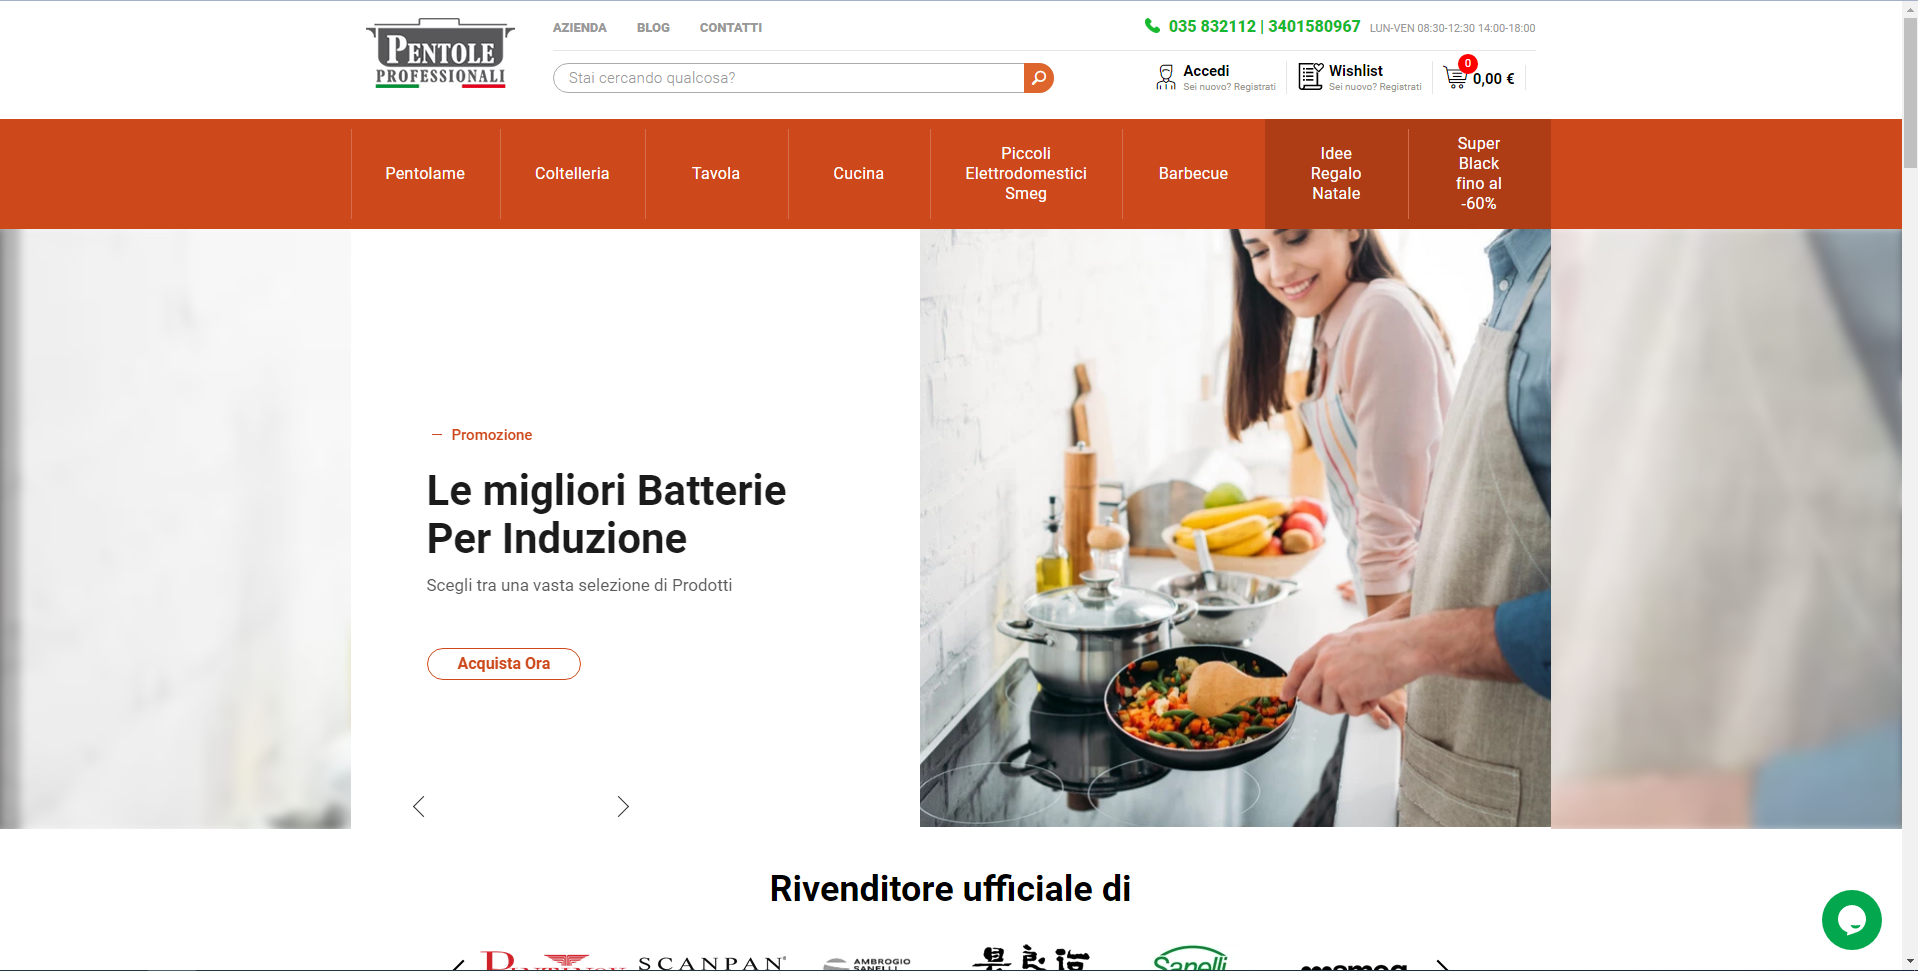 PENTOLE
PROFESSIONALI
AZIENDA
BLOG
CONTATTI
035 832112 | 3401580967 LUN-VEN 08:30-12:30 14:00-18:00
Stai cercando qualcosa?
Accedi
Sei nuovo? Registrati
Wishlist
Sei nuovo? Registrati
0
0,00 €
Pentolame
Coltelleria
Tavola
Cucina
Piccoli
Elettrodomestici
Smeg
Barbecue
Idee
Regalo
Natale
Super
Black
fino al
-60%
Promozione
Le migliori Batterie
Per Induzione
Scegli tra una vasta selezione di Prodotti
Acquista Ora
Rivenditore ufficiale di
SCANPAN
AMBROGIO
SANELLI
Sanelli